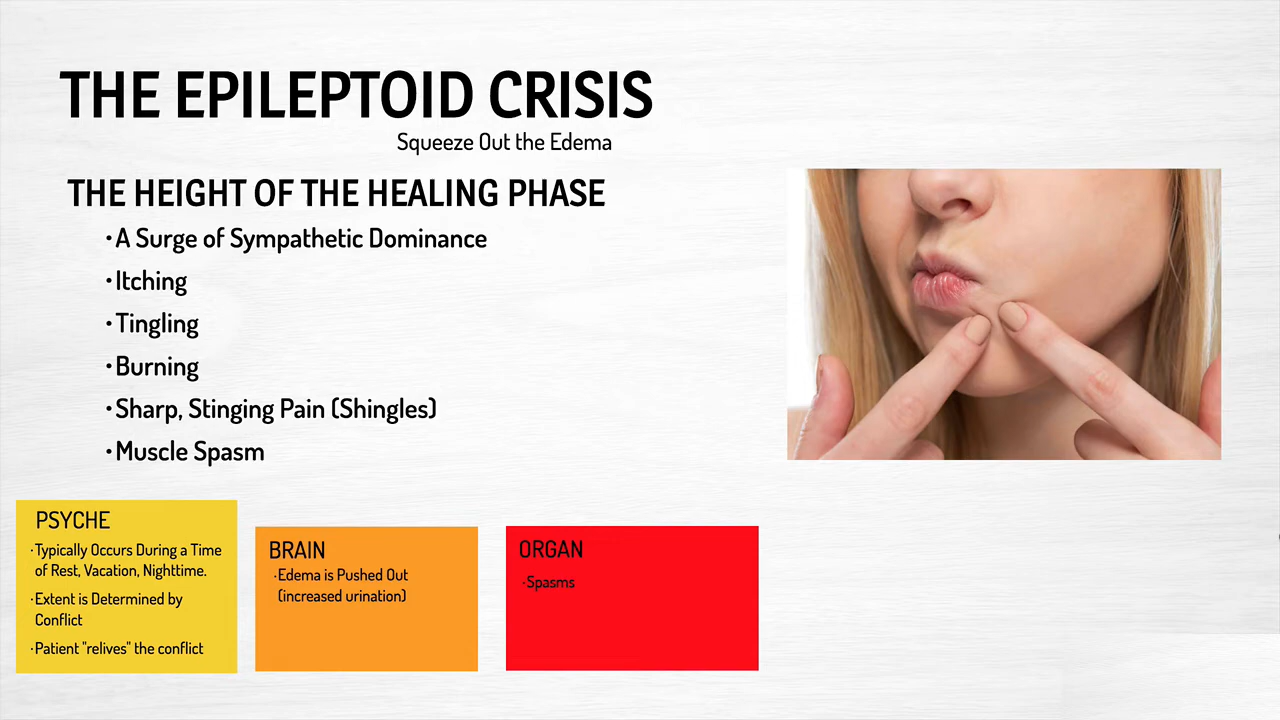 THE EPILEPTOID CRISIS
Squeeze Out the Edema
THE HEIGHT OF THE HEALING PHASE
·A Surge of Sympathetic Dominance
·Itching
·Tingling
·Burning
·Sharp, Stinging Pain (Shingles)
·Muscle Spasm
PSYCHE
·Typically Occurs During a Time
of Rest, Vacation, Nighttime.
·Extent is Determined by
Conflict
·Patient "relives" the conflict
BRAIN
·Edema is Pushed Out
(increased urination)
ORGAN
·Spasms